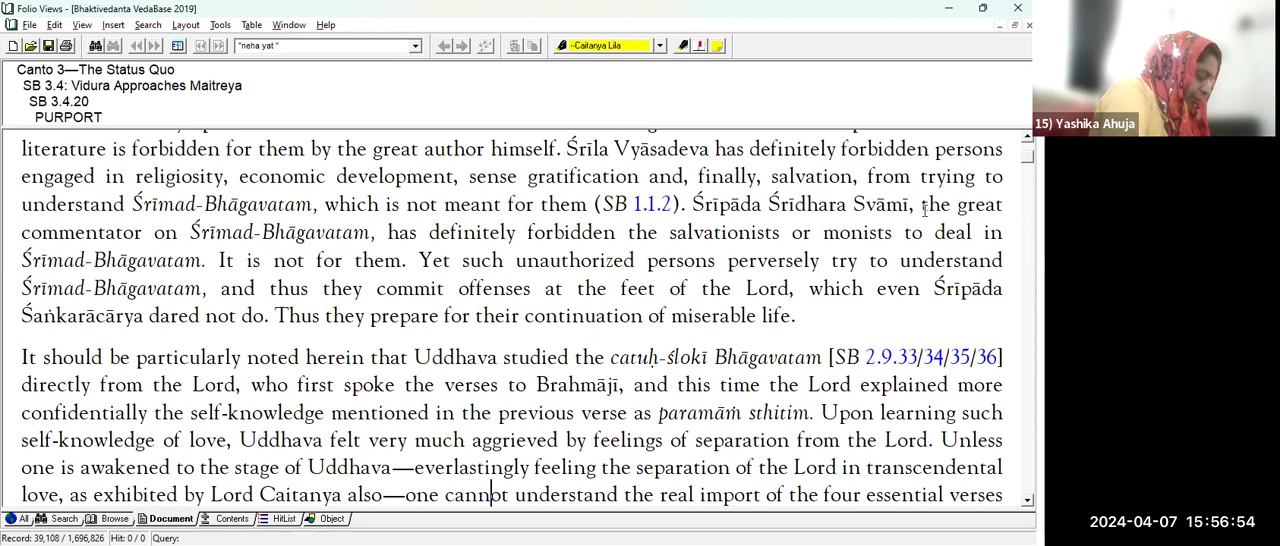 Folio Views - [Bhaktivedanta VedaBase 2019]
File Edit View Insert Search Layout Tools Table Window Help
"neha yat" --Caitanya Lila
Canto 3—The Status Quo
SB 3.4: Vidura Approaches Maitreya
SB 3.4.20
PURPORT
literature is forbidden for them by the great author himself. Śrīla Vyāsadeva has definitely forbidden persons
engaged in religiosity, economic development, sense gratification and, finally, salvation, from trying to
understand Śrīmad-Bhāgavatam, which is not meant for them (SB 1.1.2). Śrīpāda Śrīdhara Svāmī, the great
commentator on Śrīmad-Bhāgavatam, has definitely forbidden the salvationists or monists to deal in
Śrīmad-Bhāgavatam. It is not for them. Yet such unauthorized persons perversely try to understand
Śrīmad-Bhāgavatam, and thus they commit offenses at the feet of the Lord, which even Śrīpāda
Śaṅkarācārya dared not do. Thus they prepare for their continuation of miserable life.
It should be particularly noted herein that Uddhava studied the catuḥ-ślokī Bhāgavatam [SB 2.9.33/34/35/36]
directly from the Lord, who first spoke the verses to Brahmājī, and this time the Lord explained more
confidentially the self-knowledge mentioned in the previous verse as paramāṁ sthitim. Upon learning such
self-knowledge of love, Uddhava felt very much aggrieved by feelings of separation from the Lord. Unless
one is awakened to the stage of Uddhava—everlastingly feeling the separation of the Lord in transcendental
love, as exhibited by Lord Caitanya also—one cannot understand the real import of the four essential verses
All Search Browse Document Contents HitList Object
Record: 39,108 / 1,696,826 Hit: 0 / 0 Query:
15) Yashika Ahuja
2024-04-07 15:56:54